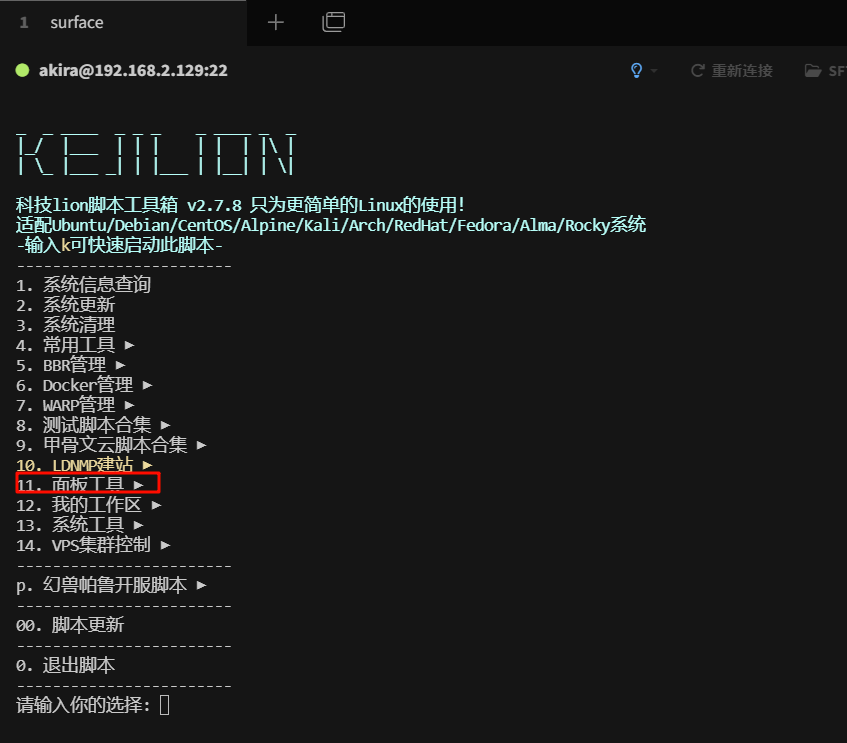 1 surface
akira@192.168.2.129:22 重新连接 SF
KEJILION
科技lion脚本工具箱 v2.7.8 只为更简单的Linux的使用!
适配Ubuntu/Debian/CentOS/Alpine/Kali/Arch/RedHat/Fedora/Alma/Rocky系统
-输入k可快速启动此脚本-
------------------------
1. 系统信息查询
2. 系统更新
3. 系统清理
4. 常用工具 ▶
5. BBR管理 ▶
6. Docker管理 ▶
7. WARP管理 ▶
8. 测试脚本合集 ▶
9. 甲骨文云脚本合集 ▶
10. LDNMP建站 ▶
11. 面板工具 ▶
12. 我的工作区 ▶
13. 系统工具 ▶
14. VPS集群控制 ▶
------------------------
p. 幻兽帕鲁开服脚本 ▶
------------------------
00. 脚本更新
------------------------
0. 退出脚本
------------------------
请输入你的选择: